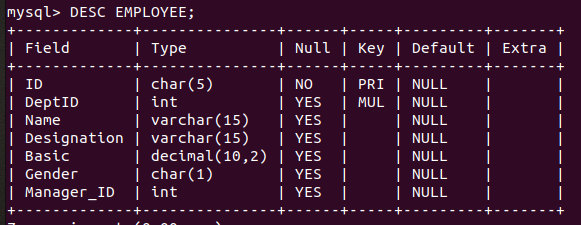 mysql> DESC EMPLOYEE;
+-------------+---------------+------+-----+---------+-------+
| Field       | Type          | Null | Key | Default | Extra |
+-------------+---------------+------+-----+---------+-------+
| ID          | char(5)       | NO   | PRI | NULL    |       |
| DeptID      | int           | YES  | MUL | NULL    |       |
| Name        | varchar(15)   | YES  |     | NULL    |       |
| Designation | varchar(15)   | YES  |     | NULL    |       |
| Basic       | decimal(10,2) | YES  |     | NULL    |       |
| Gender      | char(1)       | YES  |     | NULL    |       |
| Manager_ID  | int           | YES  |     | NULL    |       |
+-------------+---------------+------+-----+---------+-------+